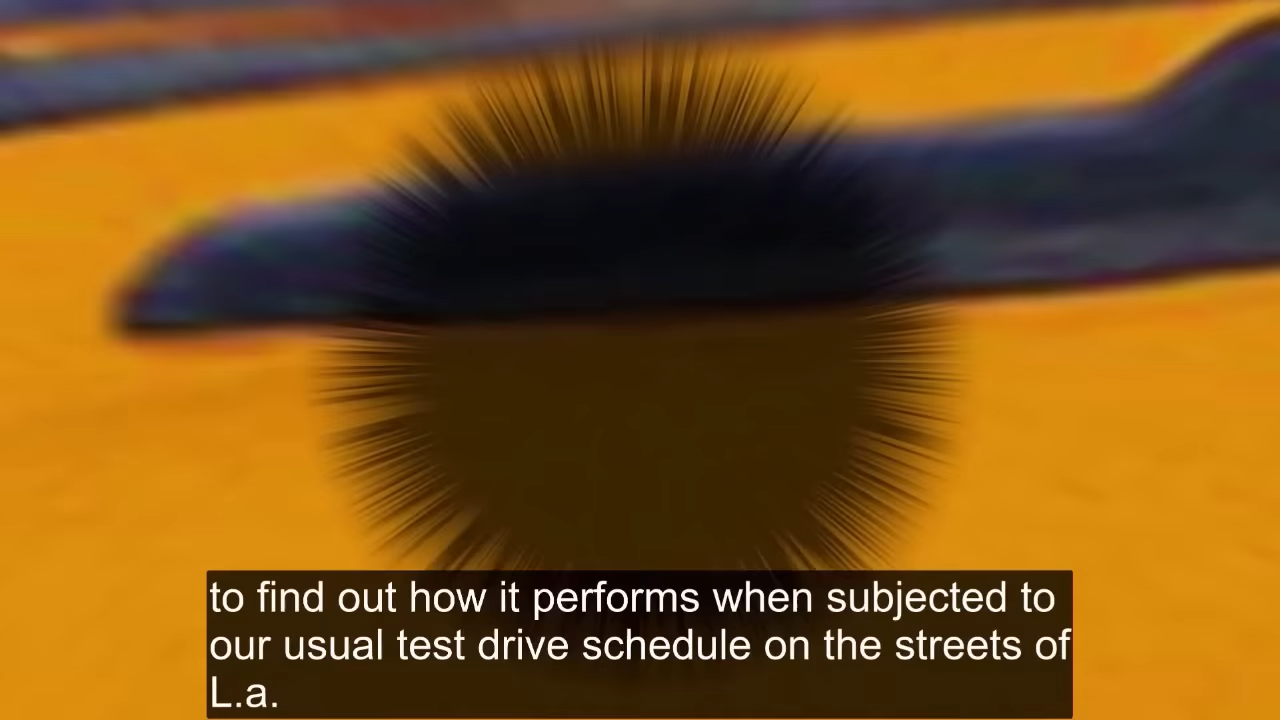 to find out how it performs when subjected to
our usual test drive schedule on the streets of
L.a.